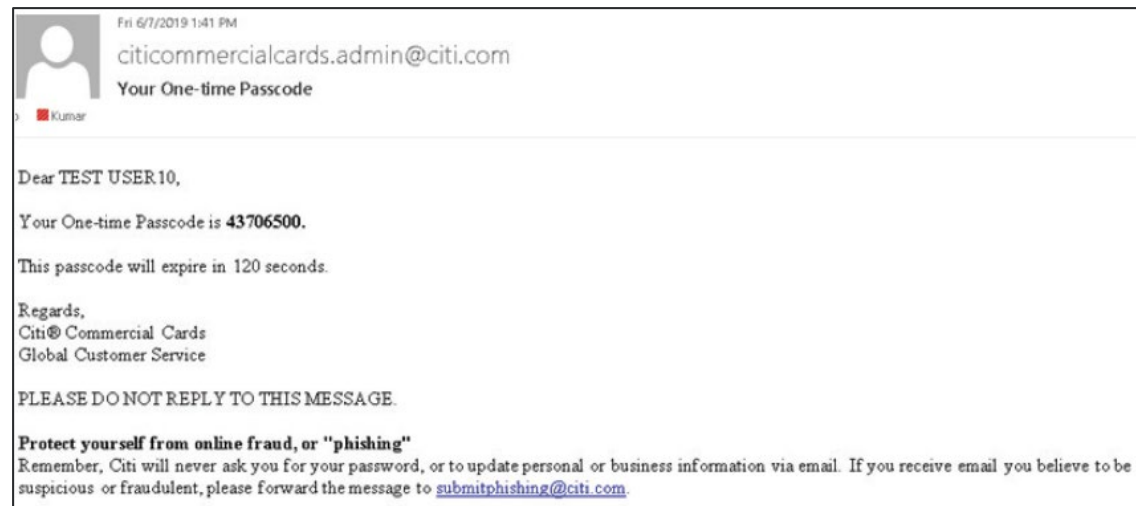 Fri 6/7/2019 1:41 PM
citicommercialcards.admin@citi.com
Your One-time Passcode
Kumar
Dear TEST USER10,
Your One-time Passcode is 43706500.
This passcode will expire in 120 seconds.
Regards,
Citi® Commercial Cards
Global Customer Service
PLEASE DO NOT REPLY TO THIS MESSAGE.
Protect yourself from online fraud, or "phishing"
Remember, Citi will never ask you for your password, or to update personal or business information via email. If you receive email you believe to be
suspicious or fraudulent, please forward the message to submitphishing@citi.com.